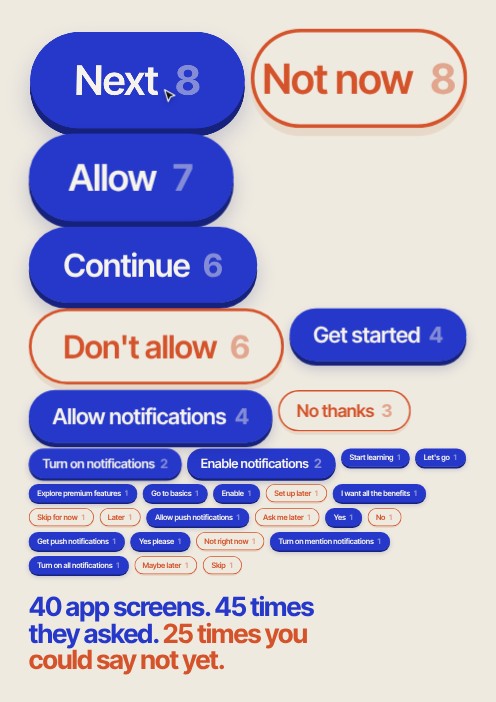 Next 8 Not now 8
Allow 7
Continue 6
Don't allow 6 Get started 4
Allow notifications 4 No thanks 3
Turn on notifications 2 Enable notifications 2 Start learning 1 Let's go 1
Explore premium features 1 Go to basics 1 Enable 1 Set up later 1 I want all the benefits 1
Skip for now 1 Later 1 Allow push notifications 1 Ask me later 1 Yes 1 No 1
Get push notifications 1 Yes please 1 Not right now 1 Turn on mention notifications 1
Turn on all notifications 1 Maybe later 1 Skip 1
40 app screens. 45 times
they asked. 25 times you
could say not yet.